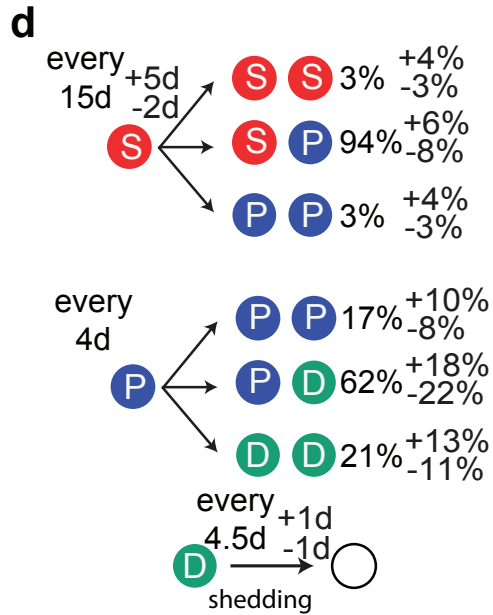 d
every
15d
+5d
-2d
S
S S 3% +4%
-3%
S P 94% +6%
-8%
P P 3% +4%
-3%
every
4d
P
P P 17% +10%
-8%
P D 62% +18%
-22%
D D 21% +13%
-11%
every
4.5d
+1d
-1d
D
shedding